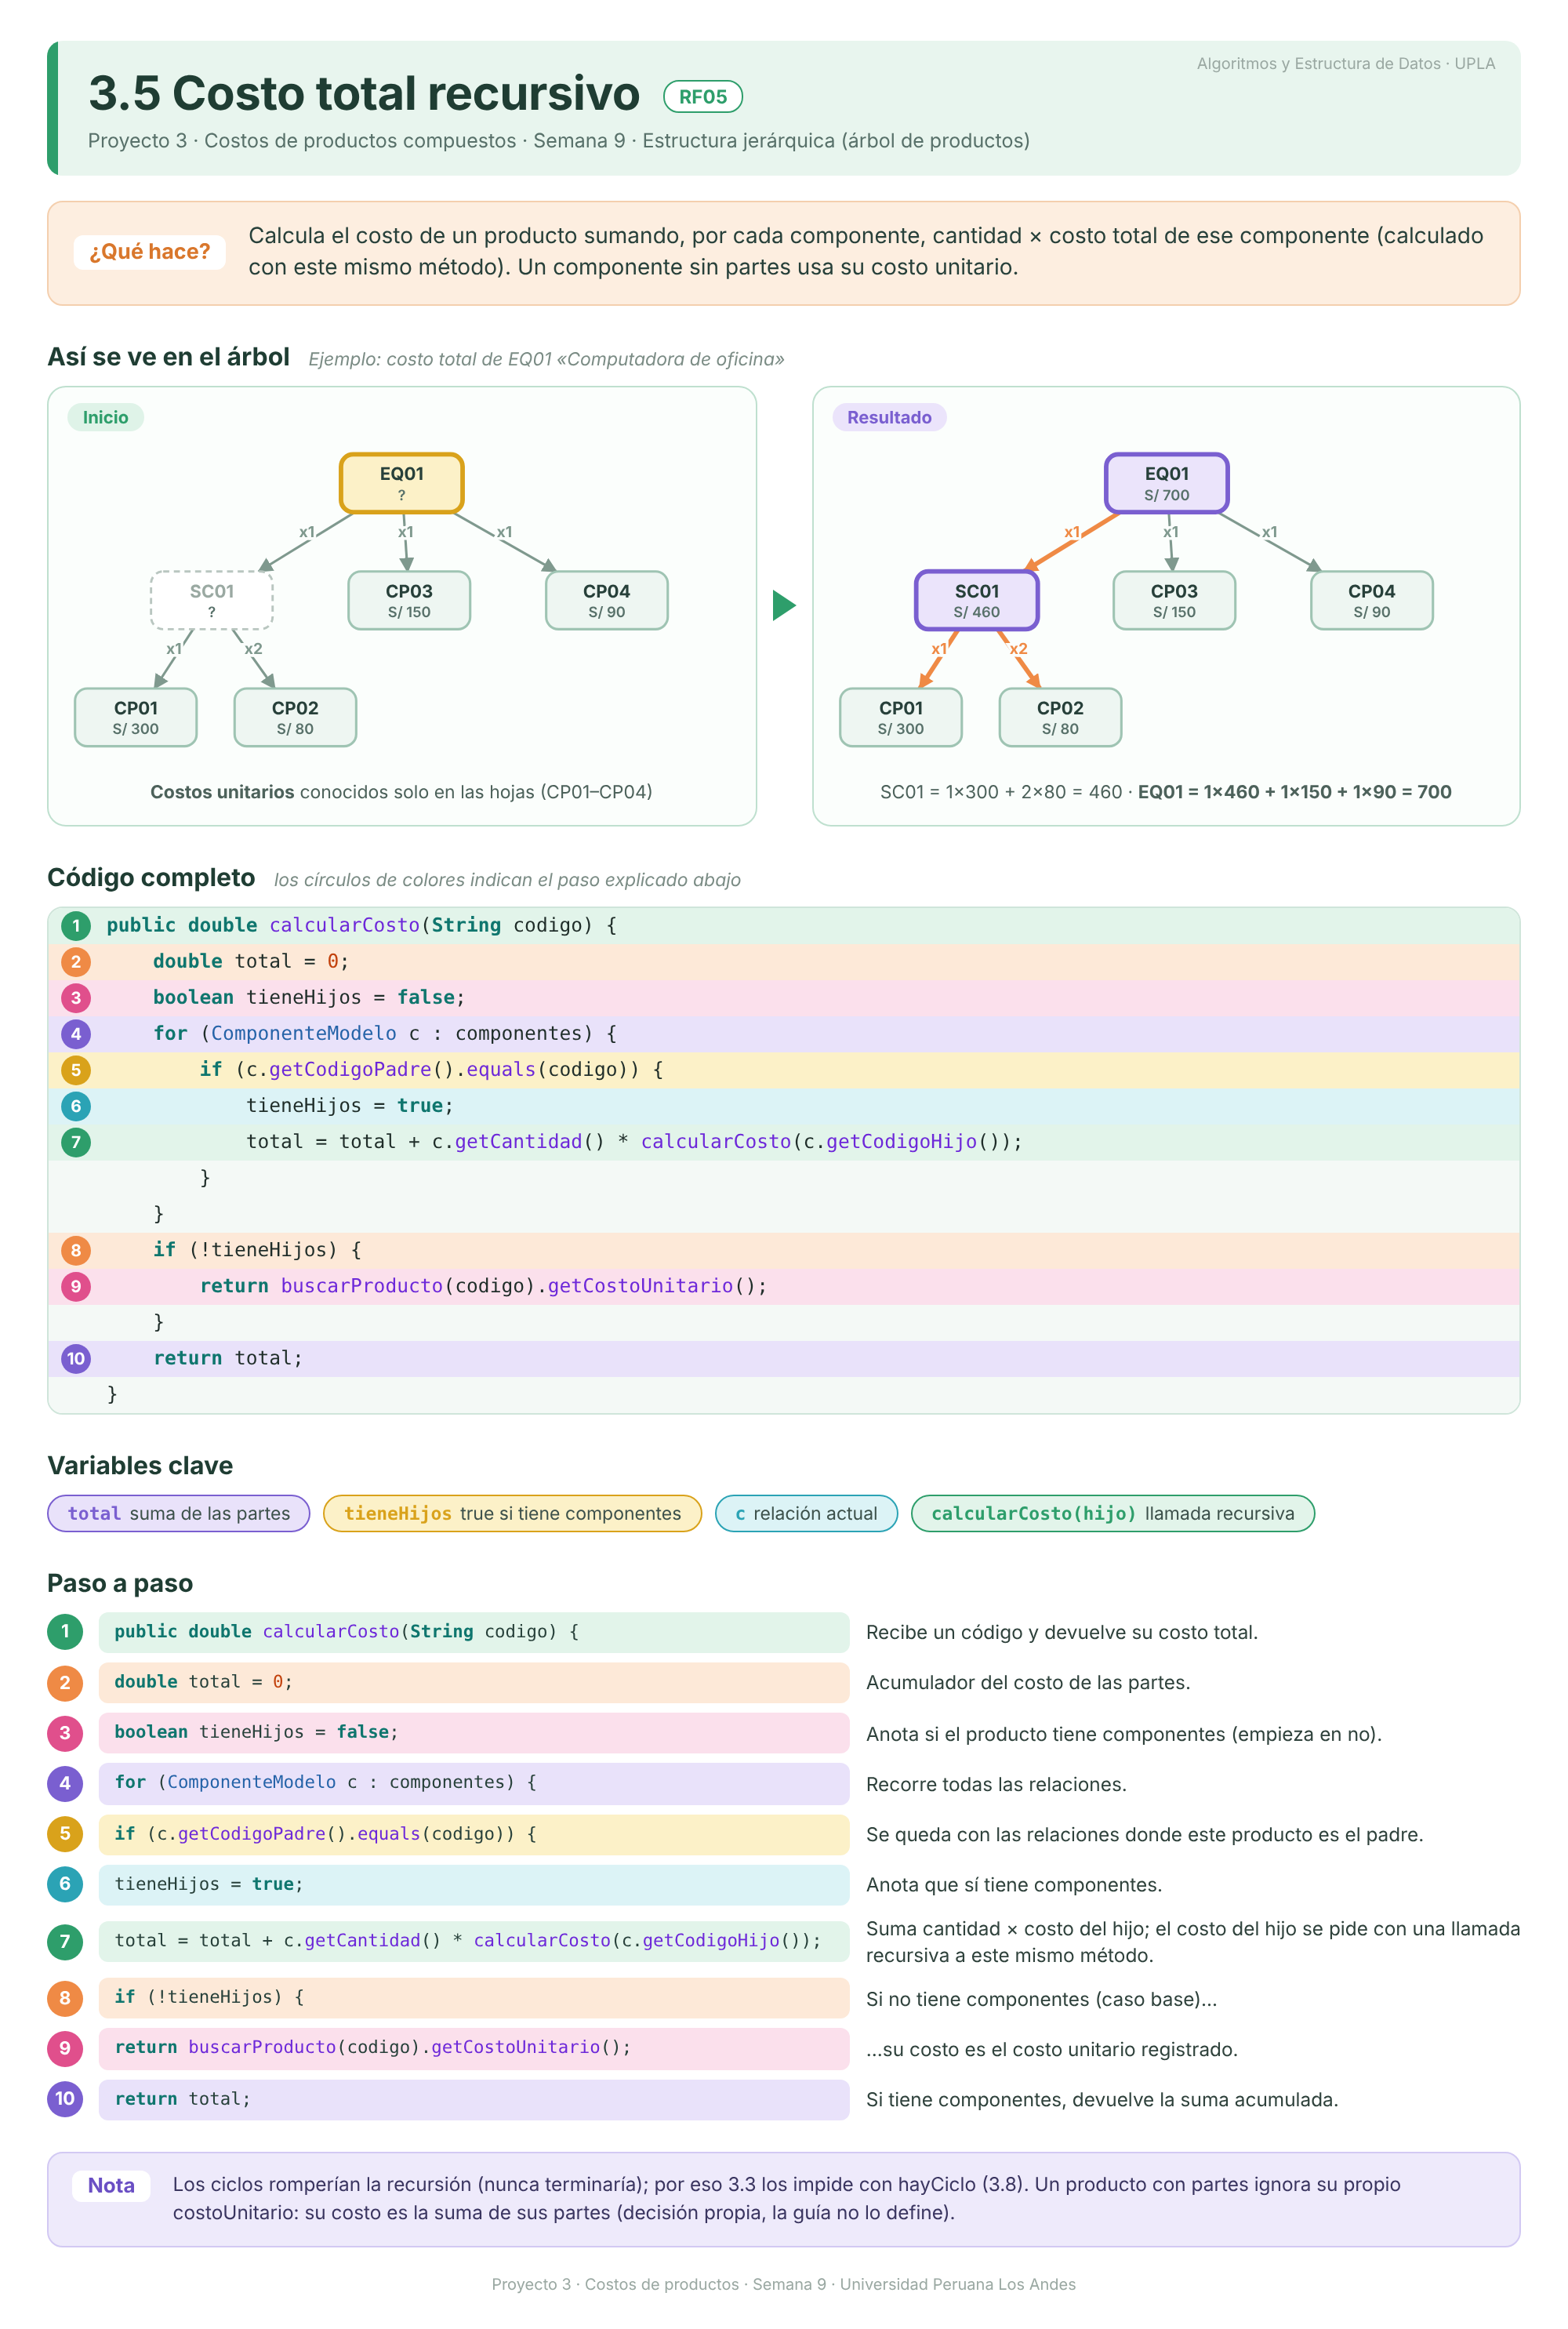 Algoritmos y Estructura de Datos · UPLA
3.5 Costo total recursivo RF05
Proyecto 3 · Costos de productos compuestos · Semana 9 · Estructura jerárquica (árbol de productos)
¿Qué hace?
Calcula el costo de un producto sumando, por cada componente, cantidad × costo total de ese componente (calculado
con este mismo método). Un componente sin partes usa su costo unitario.
Así se ve en el árbol Ejemplo: costo total de EQ01 «Computadora de oficina»
Inicio
EQ01
?
x1 x1 x1
SC01
?
CP03
S/ 150
CP04
S/ 90
x1 x2
CP01
S/ 300
CP02
S/ 80
Costos unitarios conocidos solo en las hojas (CP01–CP04)
Resultado
EQ01
S/ 700
x1 x1 x1
SC01
S/ 460
CP03
S/ 150
CP04
S/ 90
x1 x2
CP01
S/ 300
CP02
S/ 80
SC01 = 1×300 + 2×80 = 460 · EQ01 = 1×460 + 1×150 + 1×90 = 700
Código completo los círculos de colores indican el paso explicado abajo
1 public double calcularCosto(String codigo) {
2 double total = 0;
3 boolean tieneHijos = false;
4 for (ComponenteModelo c : componentes) {
5 if (c.getCodigoPadre().equals(codigo)) {
6 tieneHijos = true;
7 total = total + c.getCantidad() * calcularCosto(c.getCodigoHijo());
}
}
8 if (!tieneHijos) {
9 return buscarProducto(codigo).getCostoUnitario();
}
10 return total;
}
Variables clave
total suma de las partes
tieneHijos true si tiene componentes
c relación actual
calcularCosto(hijo) llamada recursiva
Paso a paso
1 public double calcularCosto(String codigo) { Recibe un código y devuelve su costo total.
2 double total = 0; Acumulador del costo de las partes.
3 boolean tieneHijos = false; Anota si el producto tiene componentes (empieza en no).
4 for (ComponenteModelo c : componentes) { Recorre todas las relaciones.
5 if (c.getCodigoPadre().equals(codigo)) { Se queda con las relaciones donde este producto es el padre.
6 tieneHijos = true; Anota que sí tiene componentes.
7 total = total + c.getCantidad() * calcularCosto(c.getCodigoHijo()); Suma cantidad × costo del hijo; el costo del hijo se pide con una llamada
recursiva a este mismo método.
8 if (!tieneHijos) { Si no tiene componentes (caso base)…
9 return buscarProducto(codigo).getCostoUnitario(); …su costo es el costo unitario registrado.
10 return total; Si tiene componentes, devuelve la suma acumulada.
Nota
Los ciclos romperían la recursión (nunca terminaría); por eso 3.3 los impide con hayCiclo (3.8). Un producto con partes ignora su propio
costoUnitario: su costo es la suma de sus partes (decisión propia, la guía no lo define).
Proyecto 3 · Costos de productos · Semana 9 · Universidad Peruana Los Andes